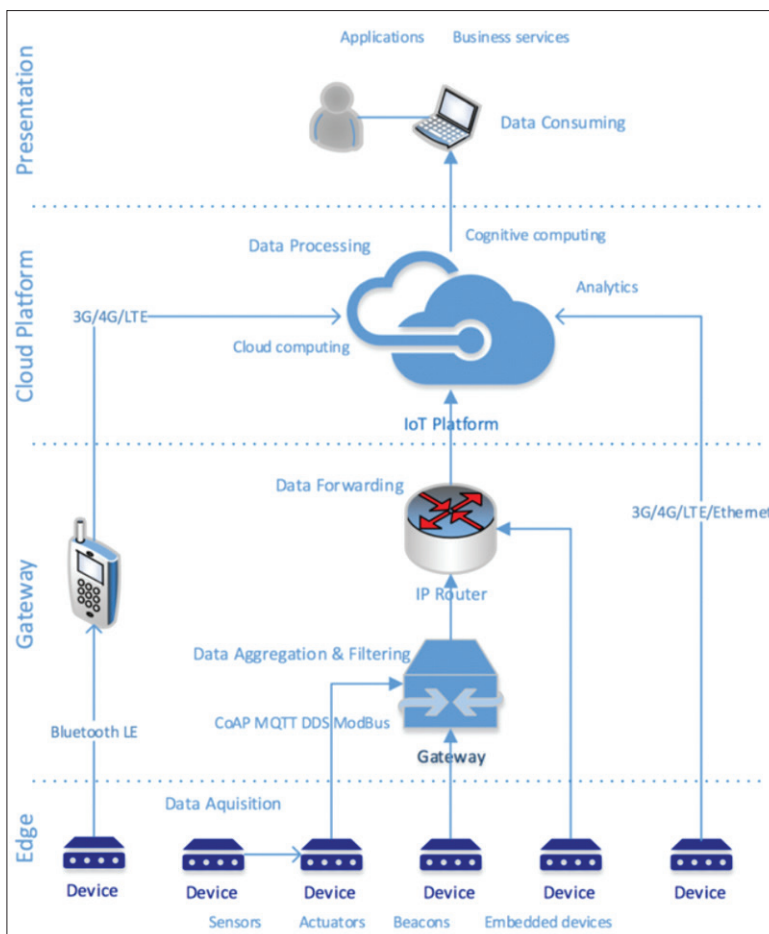 Applications Business services
Presentation
Data Consuming
Cognitive computing
Data Processing
Analytics
Cloud Platform
3G/4G/LTE
Cloud computing
IoT Platform
Data Forwarding
3G/4G/LTE/Ethernet
IP Router
Gateway
Data Aggregation & Filtering
CoAP MQTT DDS ModBus
Bluetooth LE
Gateway
Data Aquisition
Edge
Device Device Device Device Device Device
Sensors Actuators Beacons Embedded devices